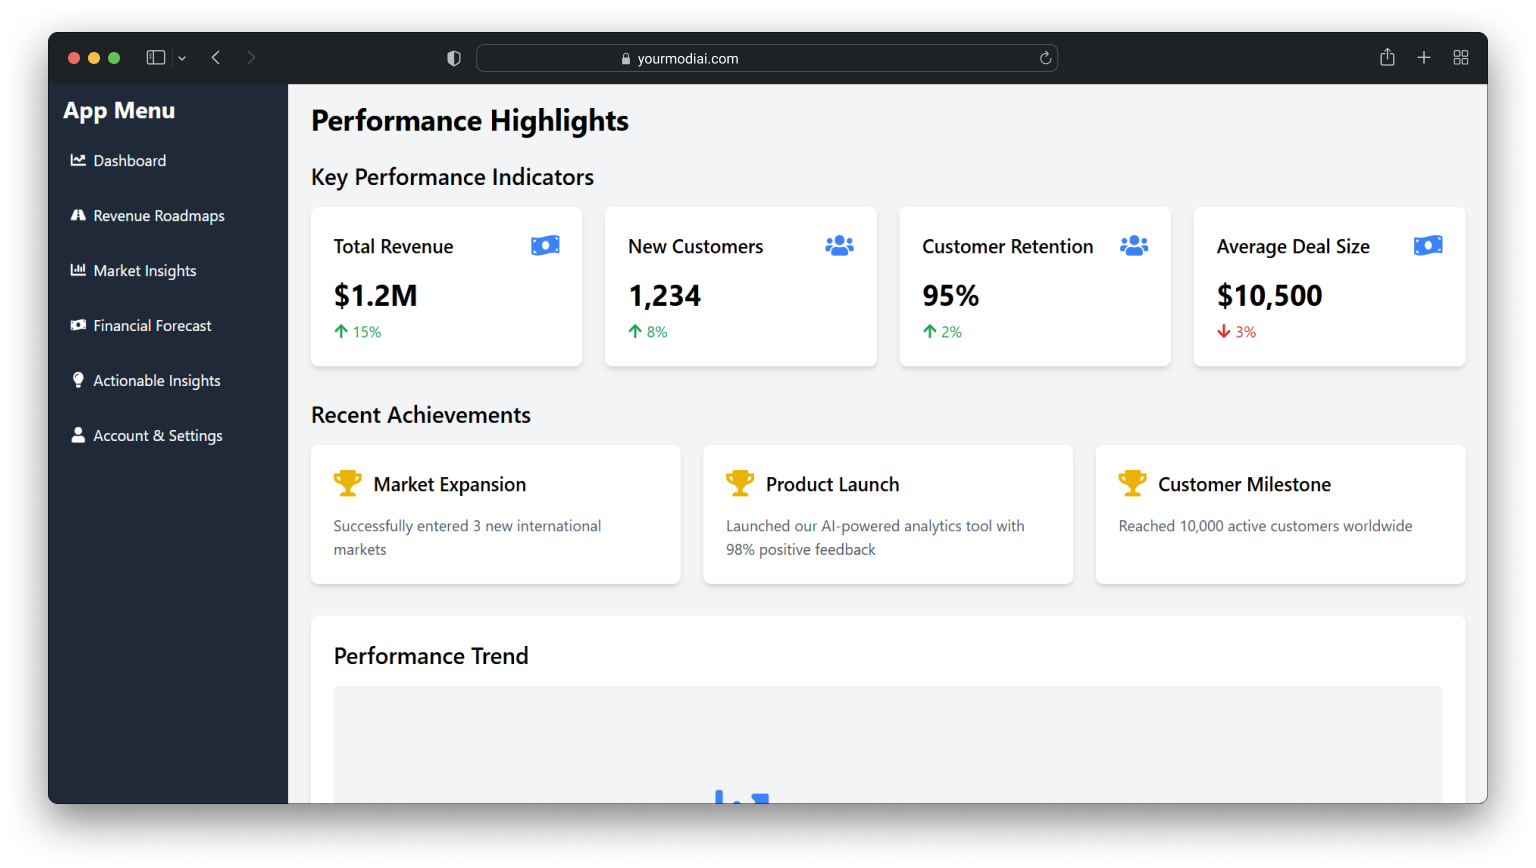 yourmodiai.com
App Menu
Dashboard
Revenue Roadmaps
Market Insights
Financial Forecast
Actionable Insights
Account & Settings
Performance Highlights
Key Performance Indicators
Total Revenue
$1.2M
15%
New Customers
1,234
8%
Customer Retention
95%
2%
Average Deal Size
$10,500
3%
Recent Achievements
Market Expansion
Successfully entered 3 new international
markets
Product Launch
Launched our AI-powered analytics tool with
98% positive feedback
Customer Milestone
Reached 10,000 active customers worldwide
Performance Trend